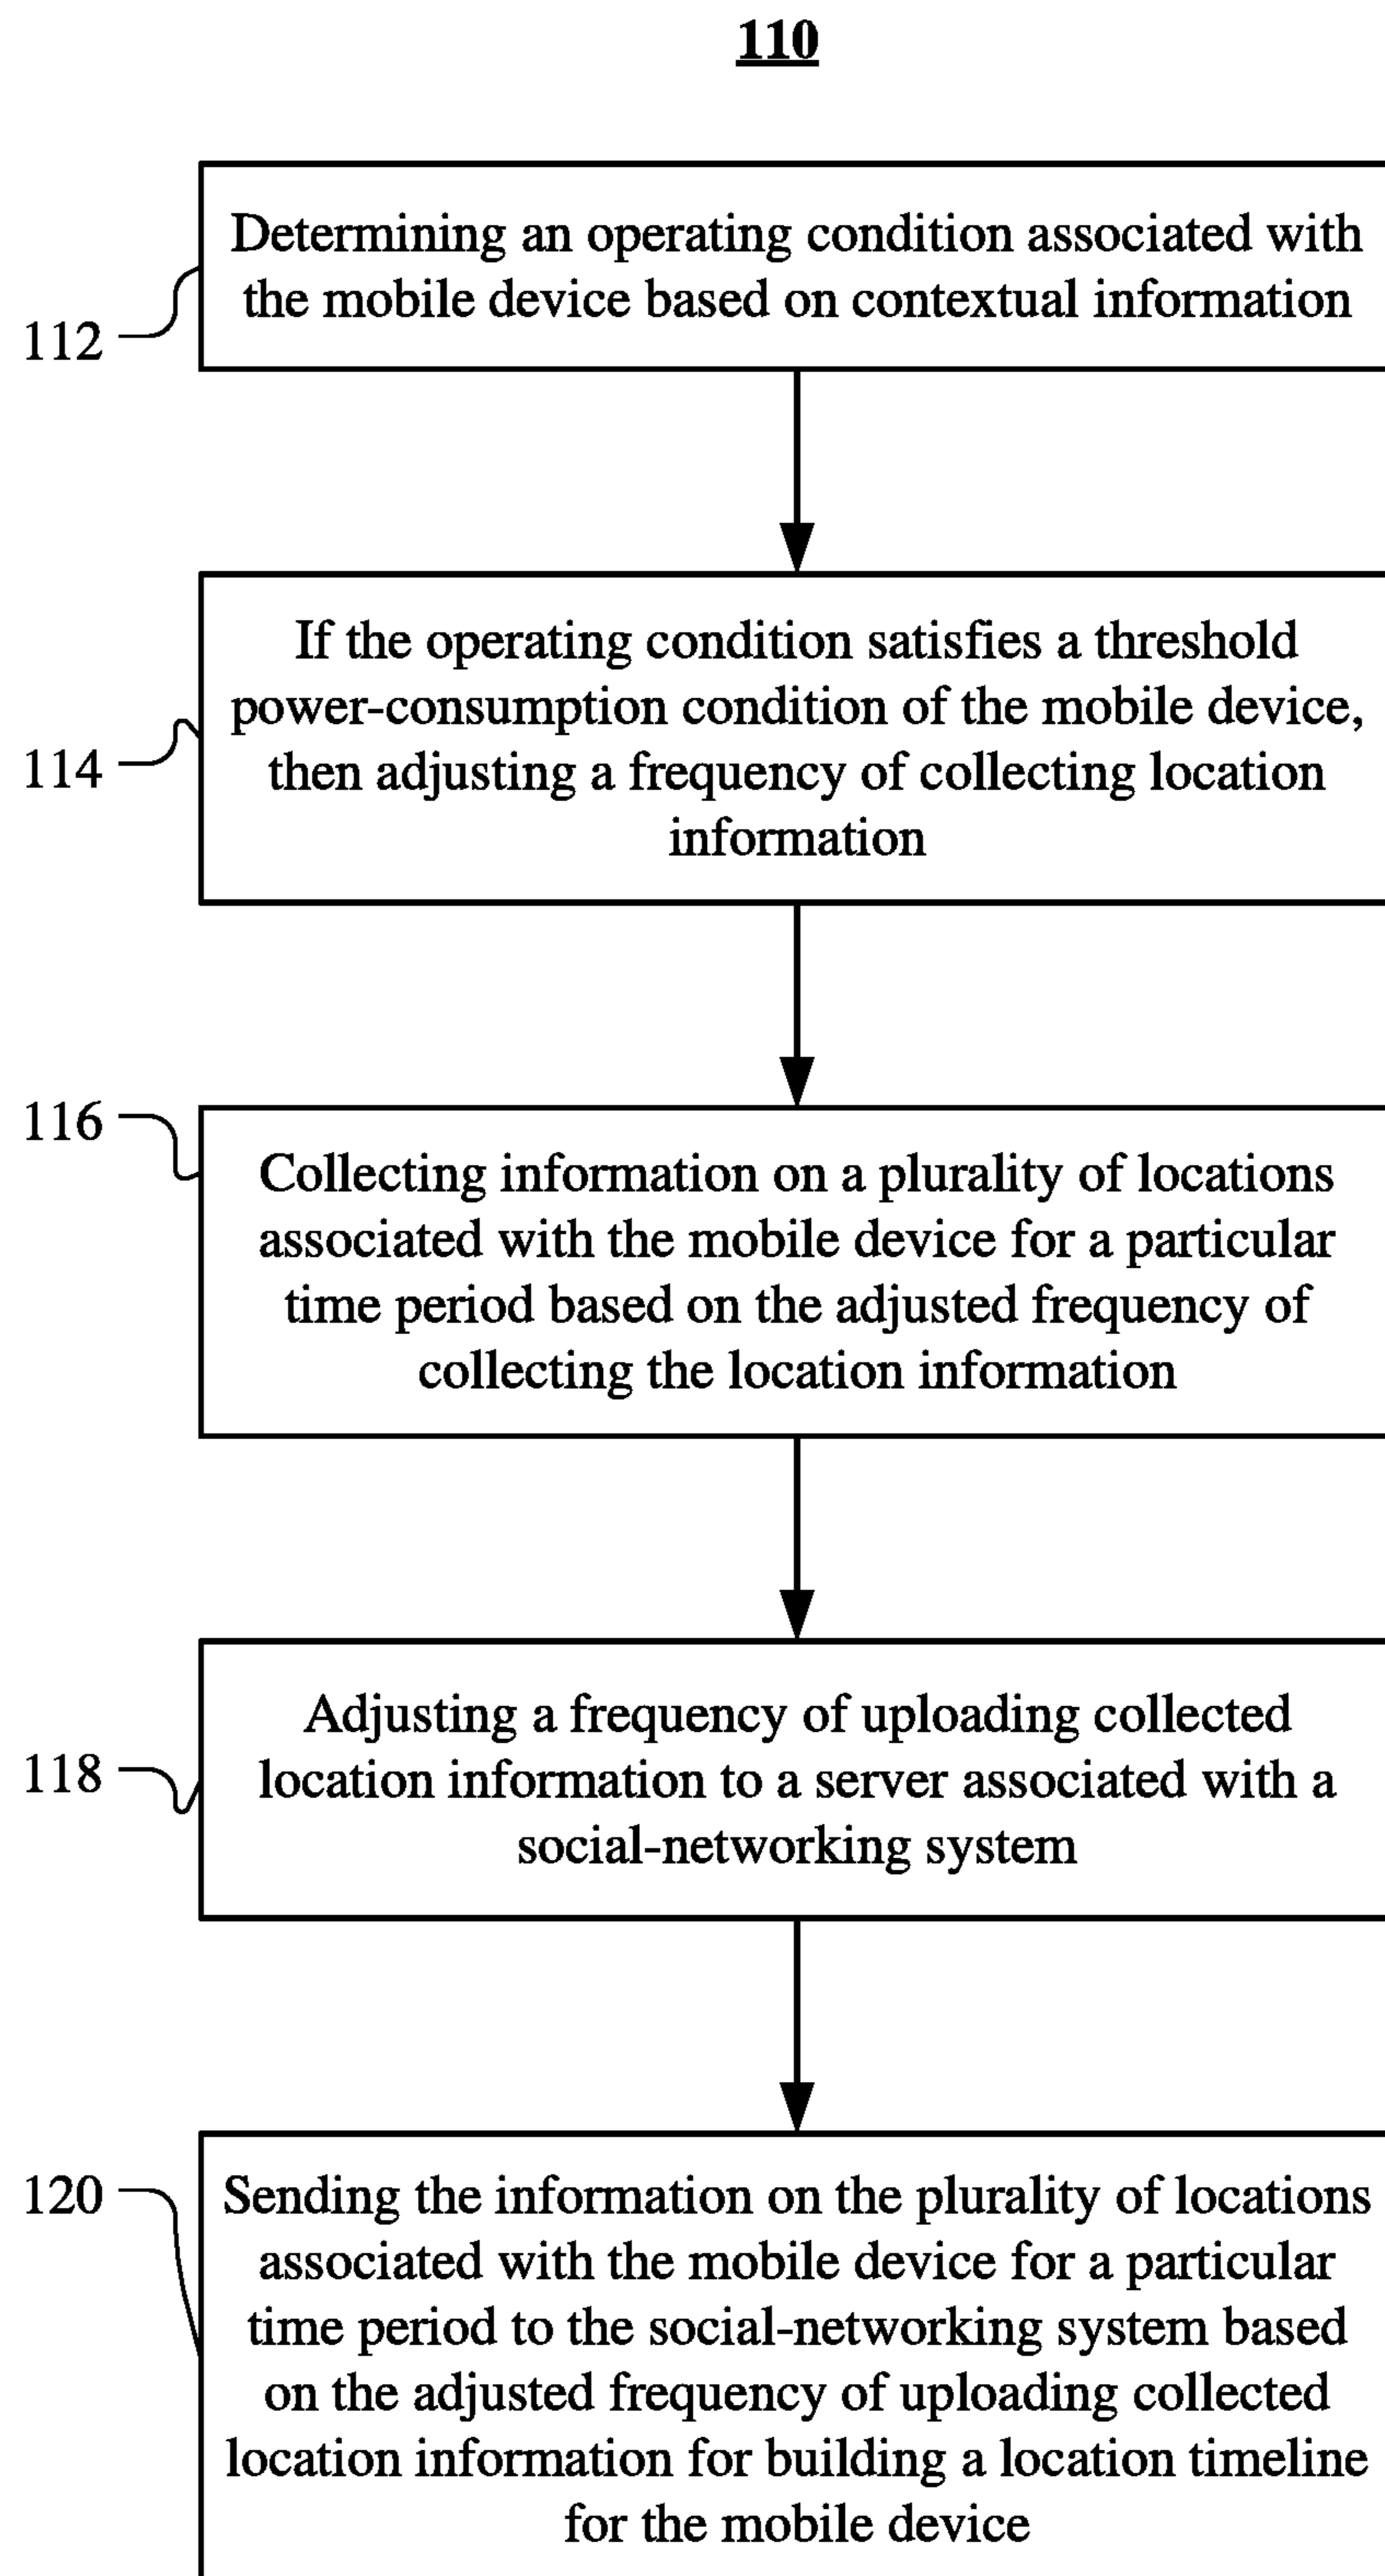 110
Determining an operating condition associated with
the mobile device based on contextual information
112
If the operating condition satisfies a threshold
power-consumption condition of the mobile device,
then adjusting a frequency of collecting location
information
114
116
Collecting information on a plurality of locations
associated with the mobile device for a particular
time period based on the adjusted frequency of
collecting the location information
Adjusting a frequency of uploading collected
location information to a server associated with a
social-networking system
118
120
Sending the information on the plurality of locations
associated with the mobile device for a particular
time period to the social-networking system based
on the adjusted frequency of uploading collected
location information for building a location timeline
for the mobile device